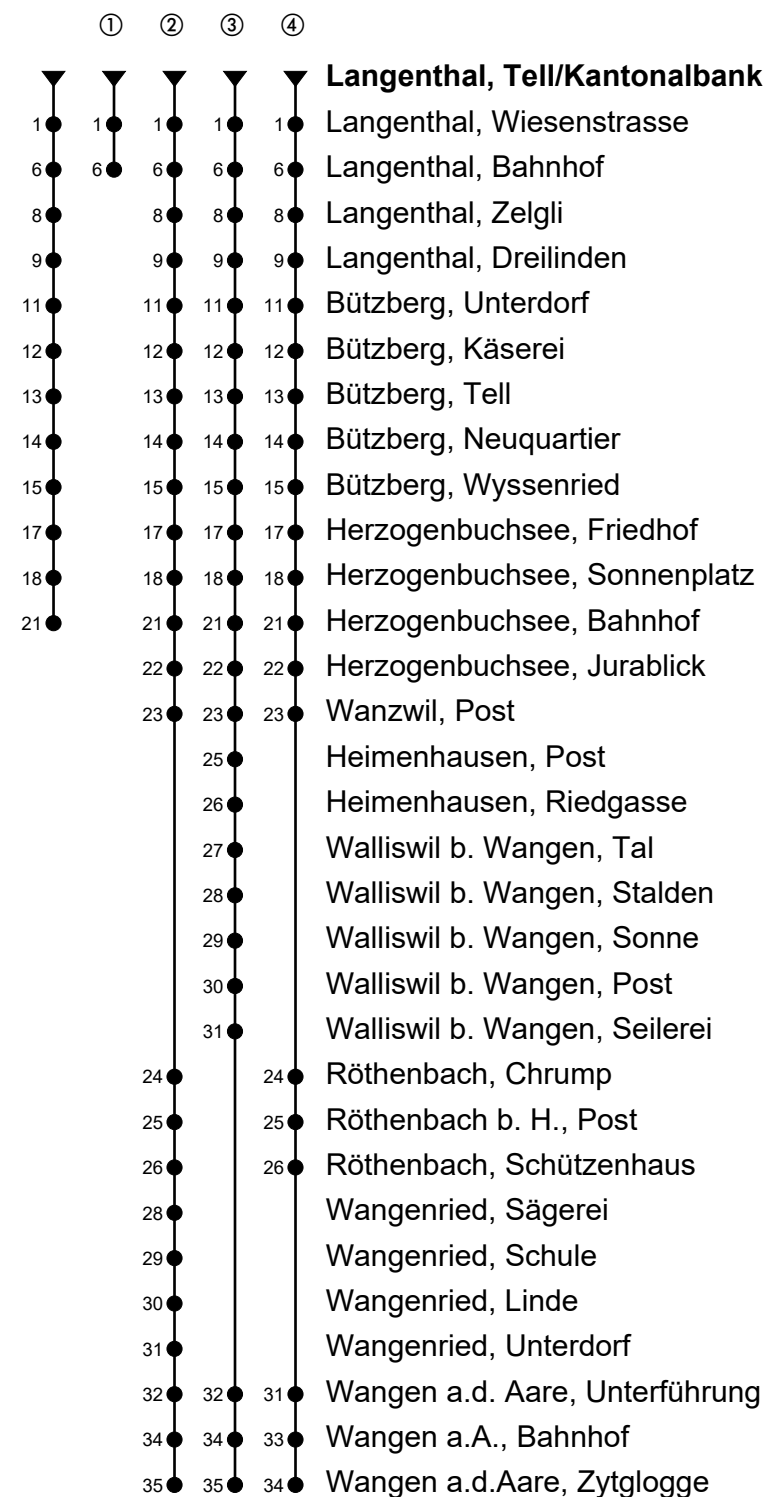 ① ② ③ ④
Langenthal, Tell/Kantonalbank
1 1 1 1 1 Langenthal, Wiesenstrasse
6 6 6 6 6 Langenthal, Bahnhof
8 8 8 8 Langenthal, Zelgli
9 9 9 9 Langenthal, Dreilinden
11 11 11 11 Bützberg, Unterdorf
12 12 12 12 Bützberg, Käserei
13 13 13 13 Bützberg, Tell
14 14 14 14 Bützberg, Neuquartier
15 15 15 15 Bützberg, Wyssenried
17 17 17 17 Herzogenbuchsee, Friedhof
18 18 18 18 Herzogenbuchsee, Sonnenplatz
21 21 21 21 Herzogenbuchsee, Bahnhof
22 22 22 Herzogenbuchsee, Jurablick
23 23 23 Wanzwil, Post
25 Heimenhausen, Post
26 Heimenhausen, Riedgasse
27 Walliswil b. Wangen, Tal
28 Walliswil b. Wangen, Stalden
29 Walliswil b. Wangen, Sonne
30 Walliswil b. Wangen, Post
31 Walliswil b. Wangen, Seilerei
24 24 Röthenbach, Chrump
25 25 Röthenbach b. H., Post
26 26 Röthenbach, Schützenhaus
28 Wangenried, Sägerei
29 Wangenried, Schule
30 Wangenried, Linde
31 Wangenried, Unterdorf
32 32 31 Wangen a.d. Aare, Unterführung
34 34 33 Wangen a.A., Bahnhof
35 35 34 Wangen a.d.Aare, Zytglogge